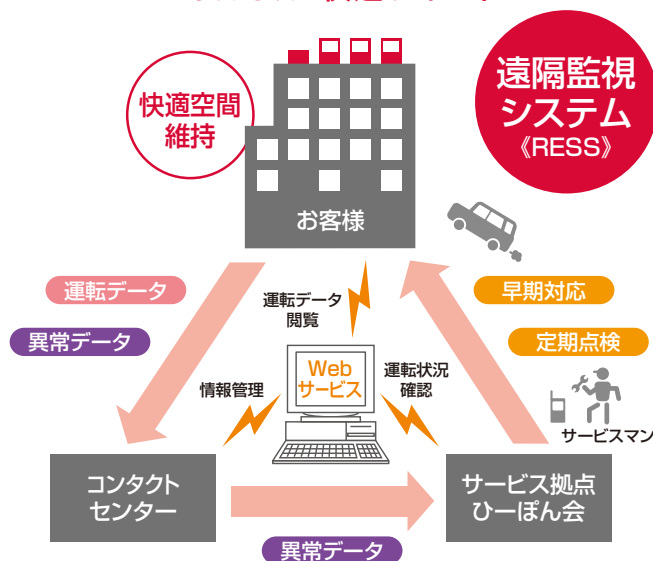 快適空間
維持
遠隔監視
システム
《RESS》
お客様
運転データ
異常データ
運転データ
閲覧
早期対応
定期点検
Web
サービス
情報管理
運転状況
確認
サービスマン
コンタクト
センター
サービス拠点
ひーぽん会
異常データ